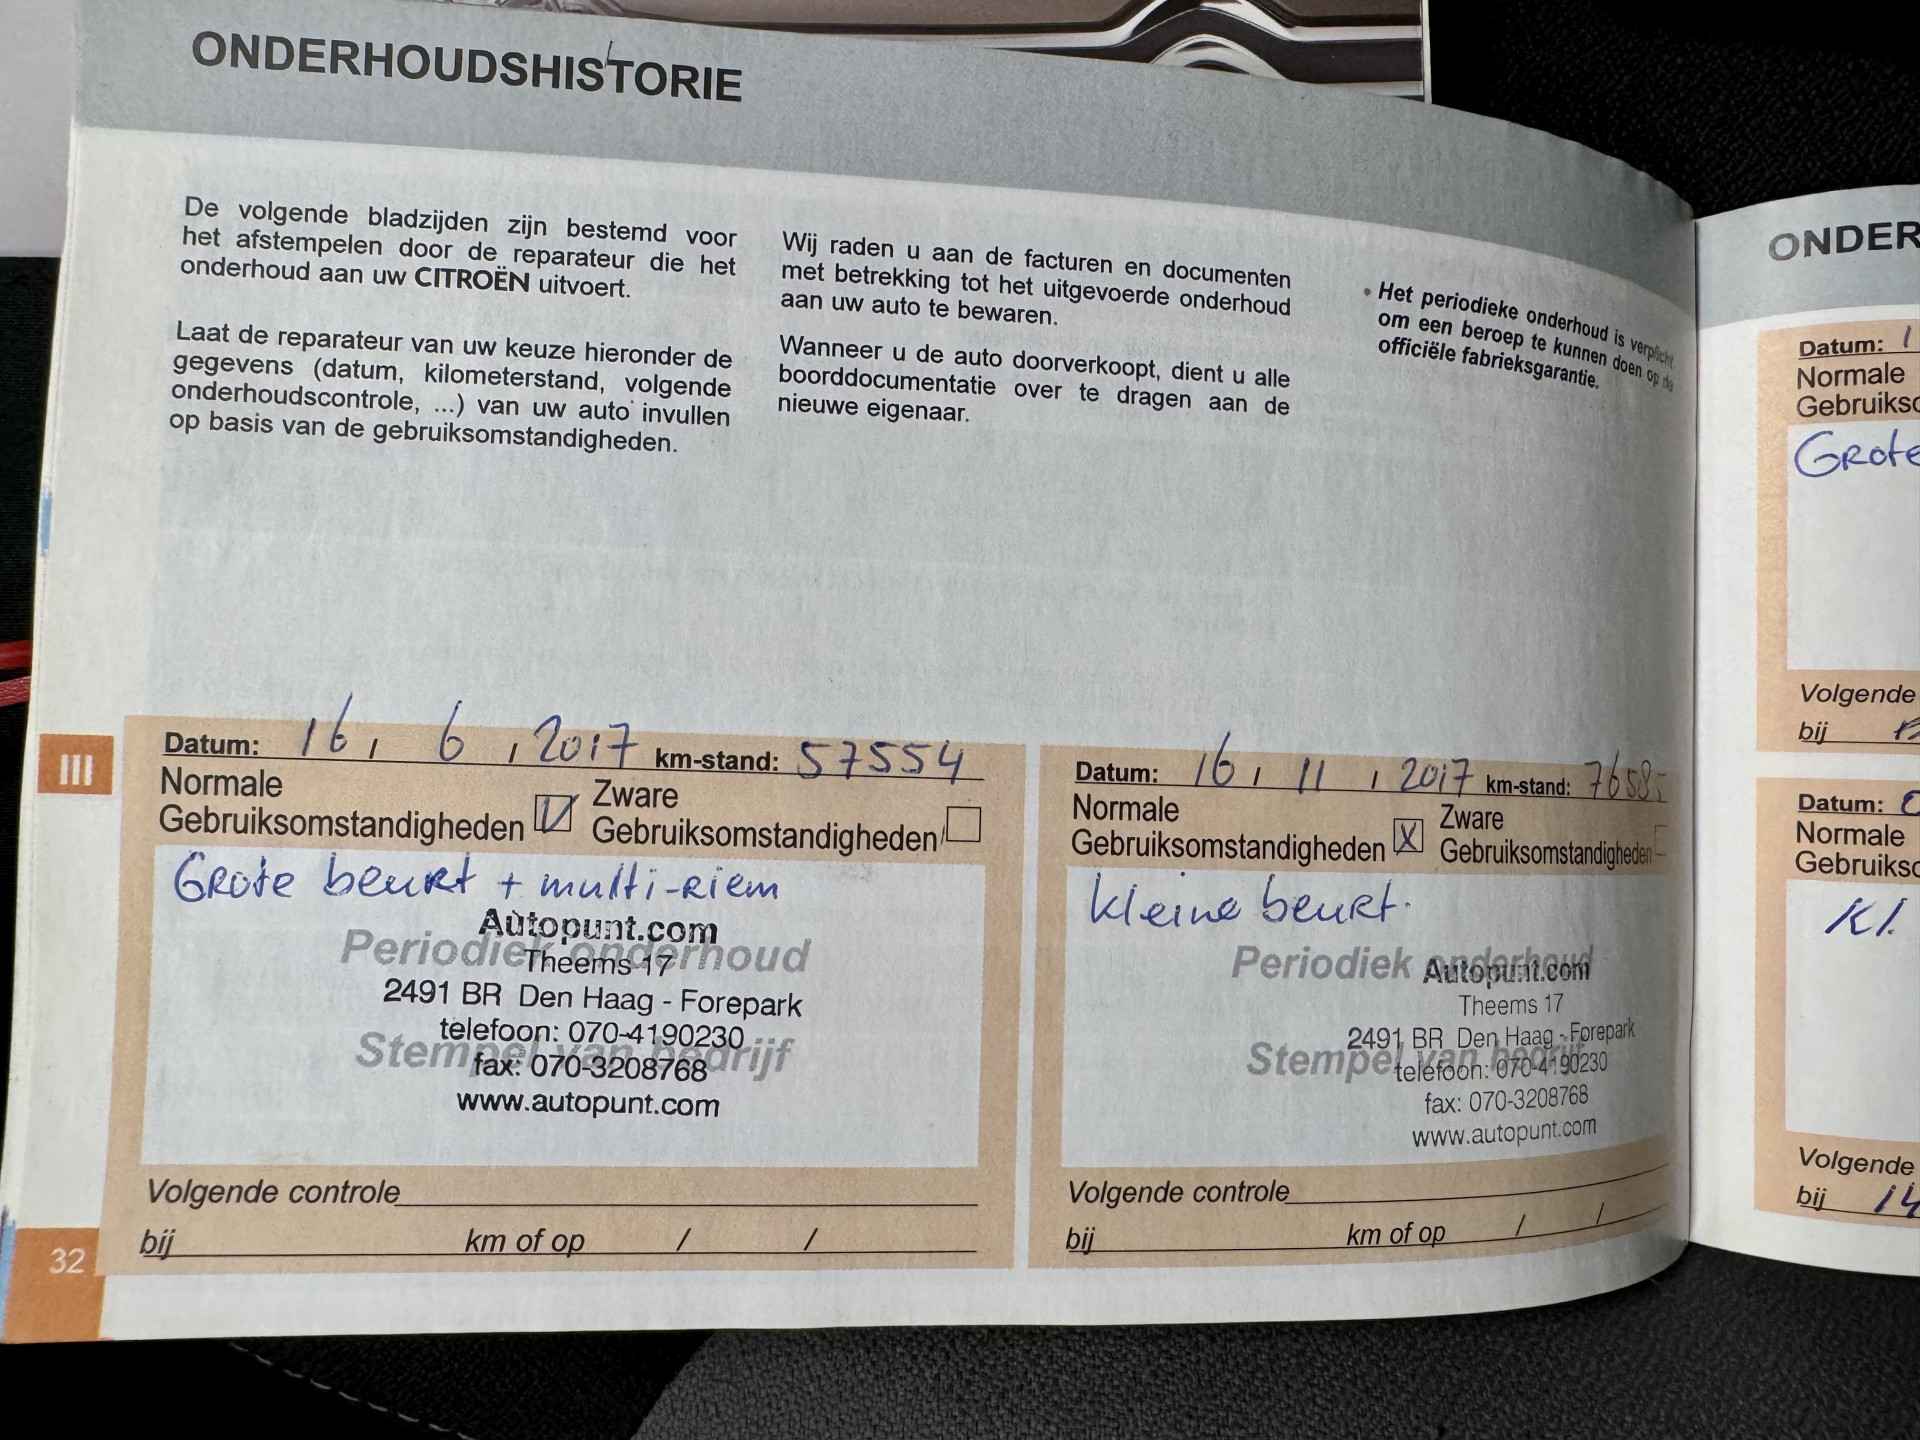 ONDERHOUDSHISTORIE
De volgende bladzijden zijn bestemd voor
het afstempelen door de reparateur die het
onderhoud aan uw CITROËN uitvoert.
Laat de reparateur van uw keuze hieronder de
gegevens (datum, kilometerstand, volgende
onderhoudscontrole, ...) van uw auto invullen
op basis van de gebruiksomstandigheden.
Wij raden u aan de facturen en documenten
met betrekking tot het uitgevoerde onderhoud
aan uw auto te bewaren.
Wanneer u de auto doorverkoopt, dient u alle
boorddocumentatie over te dragen aan de
nieuwe eigenaar.
• Het periodieke onderhoud is verplicht
om een beroep te kunnen doen op de
officiële fabrieksgarantie.
III
Datum: 16, 6, 2017 km-stand: 57554
Normale
Gebruiksomstandigheden V Zware
Gebruiksomstandigheden
Grote beurt + multi-riem
Autopunt.com
Periodiek onderhoud
Theems 17
2491 BR Den Haag - Forepark
telefoon: 070-4190230
Stempel van bedrijf
fax: 070-3208768
www.autopunt.com
Volgende controle
bij km of op / /
Datum: 16, 11, 2017 km-stand:
Normale
Gebruiksomstandigheden X Zware
Gebruiksomstandigheden
Kleine beurt.
Periodiek onderhoud
Autopunt.com
Theems 17
2491 BR Den Haag - Forepark
Stempel van bedrijf
telefoon: 070-4190230
fax: 070-3208768
www.autopunt.com
Volgende controle
bij km of op / /
32
ONDER
Datum: 1
Normale
Gebruikso
Grote
Volgende
bij
Datum:
Normale
Gebruikso
Kl.
Volgende
bij 14